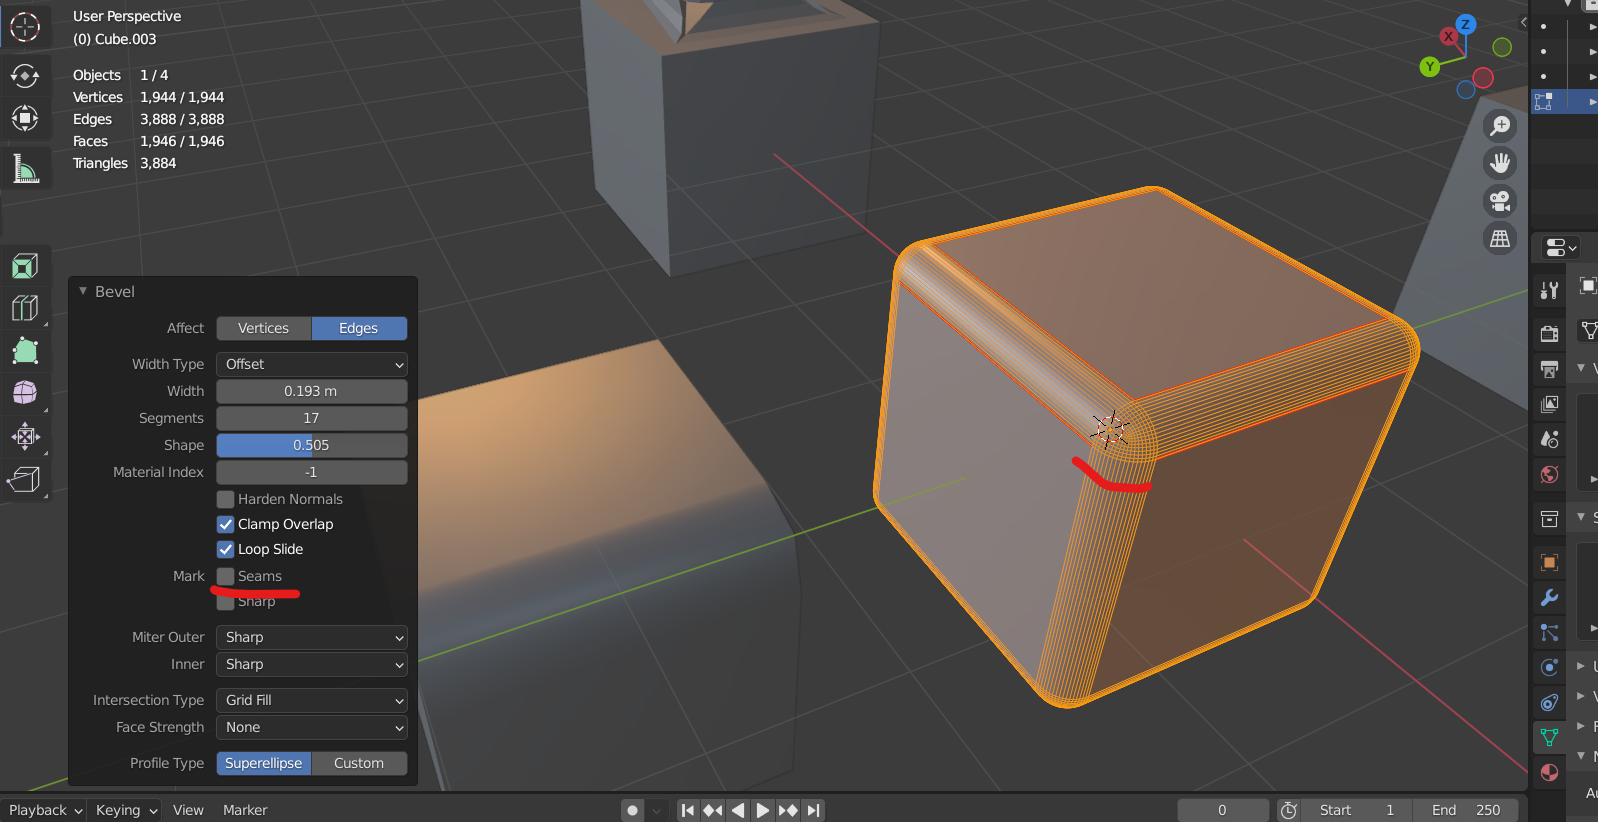 User Perspective
(0) Cube.003
Objects 1 / 4
Vertices 1,944 / 1,944
Edges 3,888 / 3,888
Faces 1,946 / 1,946
Triangles 3,884
Z
X
Y
Bevel
Affect Vertices Edges
Width Type Offset
Width 0.193 m
Segments 17
Shape 0.505
Material Index -1
Harden Normals
Clamp Overlap
Loop Slide
Mark Seams
Sharp
Miter Outer Sharp
Inner Sharp
Intersection Type Grid Fill
Face Strength None
Profile Type Superellipse Custom
Playback Keying View Marker
0 Start 1 End 250